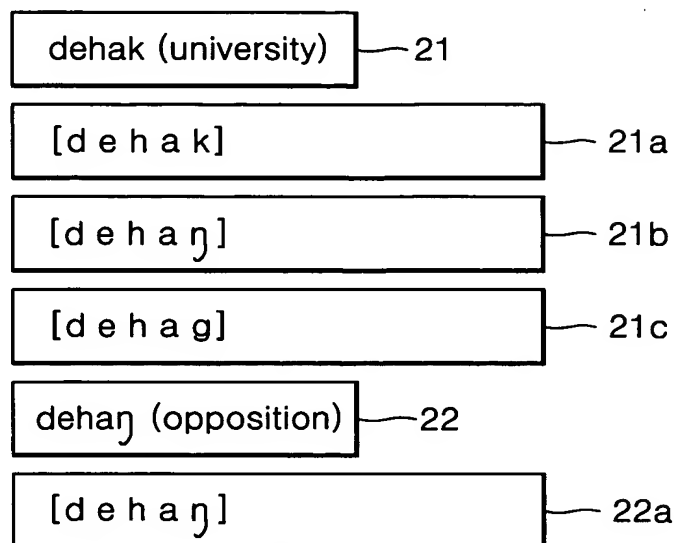 dehak (university) 21
[d e h a k] 21a
[d e h a ŋ] 21b
[d e h a g] 21c
dehaŋ (opposition) 22
[d e h a ŋ] 22a